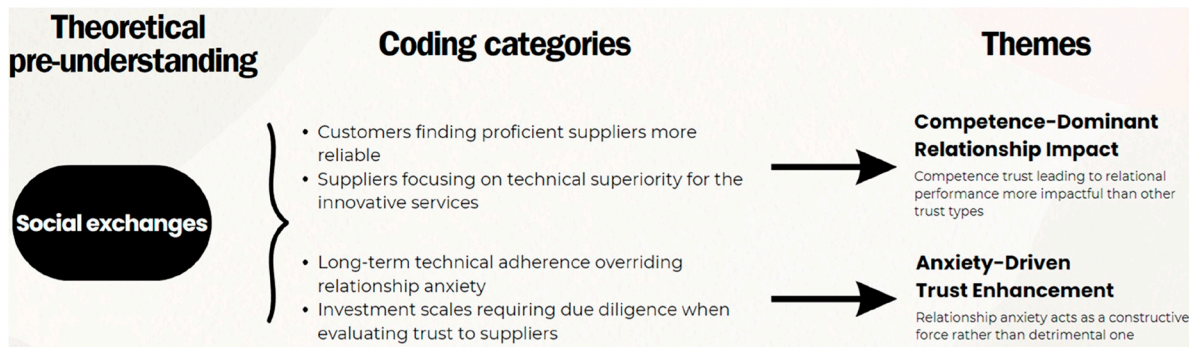 Theoretical
pre-understanding
Coding categories
Themes
Social exchanges
• Customers finding proficient suppliers more
reliable
• Suppliers focusing on technical superiority for the
innovative services
Competence-Dominant
Relationship Impact
Competence trust leading to relational
performance more impactful than other
trust types
• Long-term technical adherence overriding
relationship anxiety
• Investment scales requiring due diligence when
evaluating trust to suppliers
Anxiety-Driven
Trust Enhancement
Relationship anxiety acts as a constructive
force rather than detrimental one